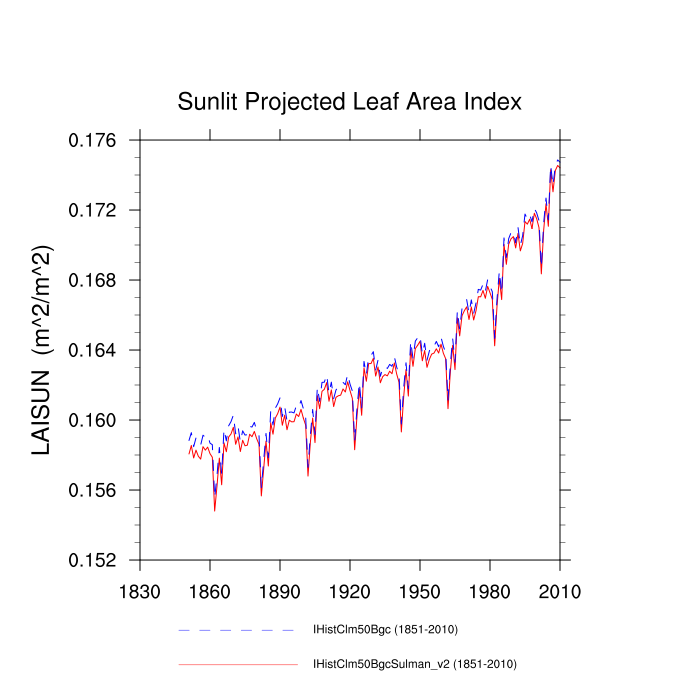 Sunlit Projected Leaf Area Index
LAISUN (m^2/m^2)
0.176
0.172
0.168
0.164
0.160
0.156
0.152
1830 1860 1890 1920 1950 1980 2010
IHistClm50Bgc (1851-2010)
IHistClm50BgcSulman_v2 (1851-2010)